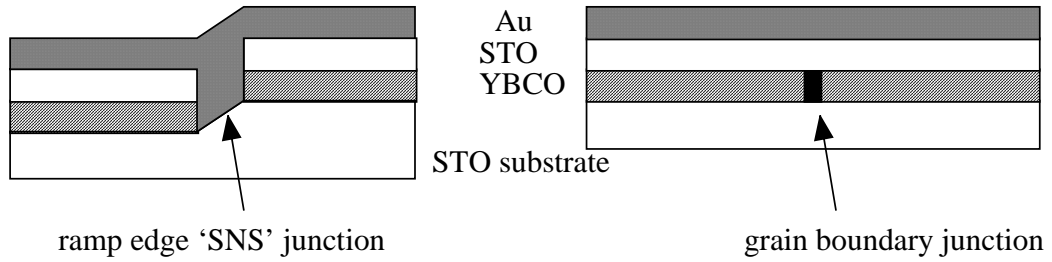 Au
STO
YBCO
STO substrate
ramp edge ‘SNS’ junction
grain boundary junction